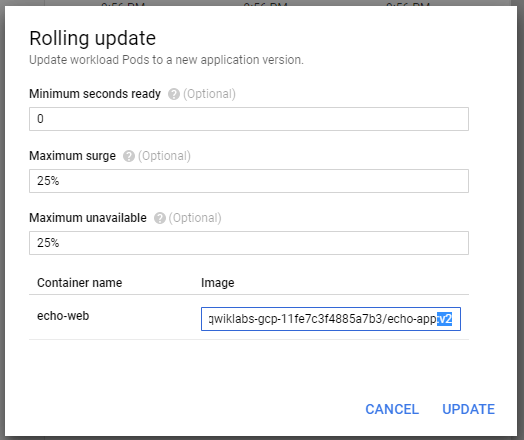 Rolling update
Update workload Pods to a new application version.
Minimum seconds ready (Optional)
0
Maximum surge (Optional)
25%
Maximum unavailable (Optional)
25%
Container name Image
echo-web qwiklabs-gcp-11fe7c3f4885a7b3/echo-app:v2
CANCEL UPDATE